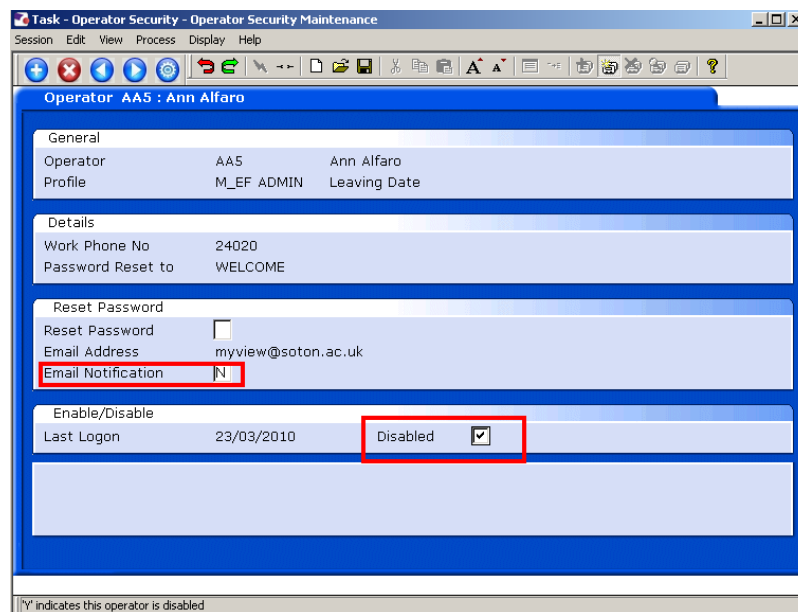 Task - Operator Security - Operator Security Maintenance
Session Edit View Process Display Help
Operator AA5 : Ann Alfaro
General
Operator AA5 Ann Alfaro
Profile M_EF ADMIN Leaving Date
Details
Work Phone No 24020
Password Reset to WELCOME
Reset Password
Reset Password
Email Address myview@soton.ac.uk
Email Notification N
Enable/Disable
Last Logon 23/03/2010 Disabled
'Y' indicates this operator is disabled